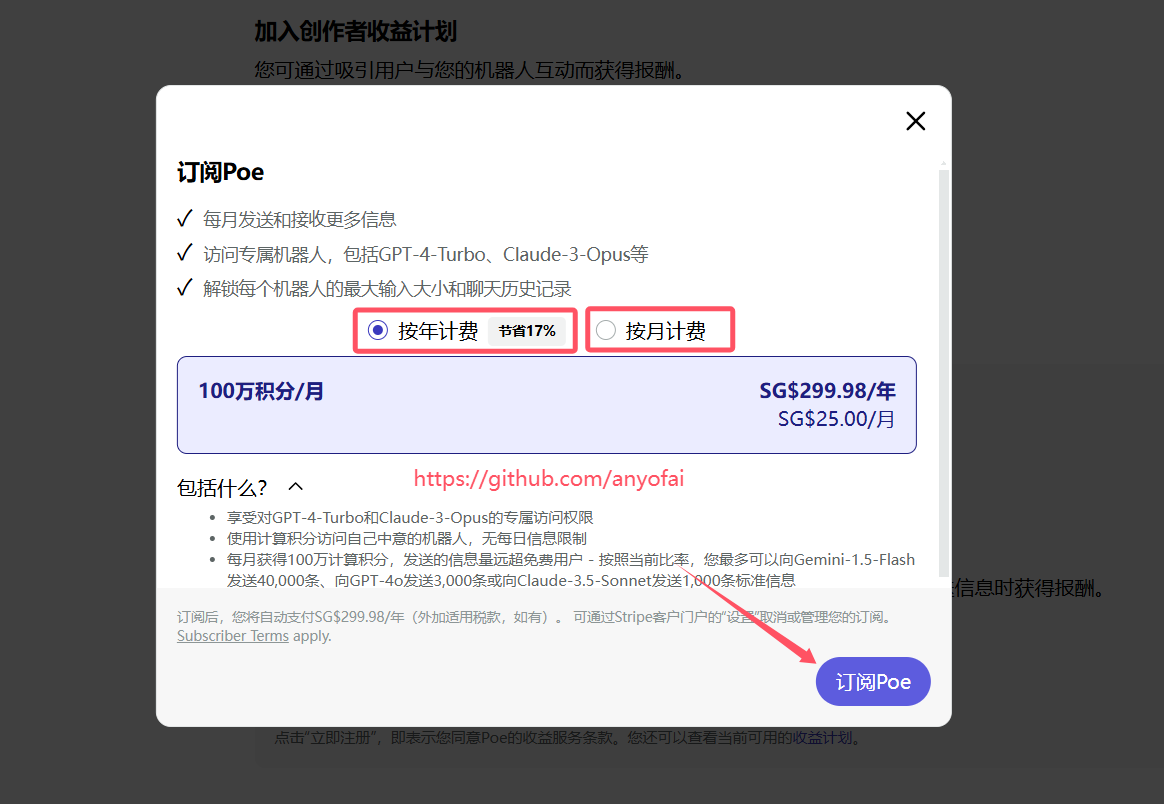 加入创作者收益计划
您可通过吸引用户与您的机器人互动而获得报酬。
订阅Poe
每月发送和接收更多信息
访问专属机器人，包括GPT-4-Turbo、Claude-3-Opus等
解锁每个机器人的最大输入大小和聊天历史记录
按年计费 节省17% 按月计费
100万积分/月 SG$299.98/年
SG$25.00/月
包括什么？ https://github.com/anyofai
享受对GPT-4-Turbo和Claude-3-Opus的专属访问权限
使用计算积分访问自己中意的机器人，无每日信息限制
每月获得100万计算积分，发送的信息量远超免费用户 - 按照当前比率，您最多可以向Gemini-1.5-Flash
发送40,000条、向GPT-4o发送3,000条或向Claude-3.5-Sonnet发送1,000条标准信息
信息时获得报酬。
订阅后，您将自动支付SG$299.98/年（外加适用税款，如有）。 可通过Stripe客户门户的“设置”取消或管理您的订阅。
Subscriber Terms apply.
订阅Poe
点击“立即注册”，即表示您同意Poe的收益服务条款。您还可以查看当前可用的收益计划。